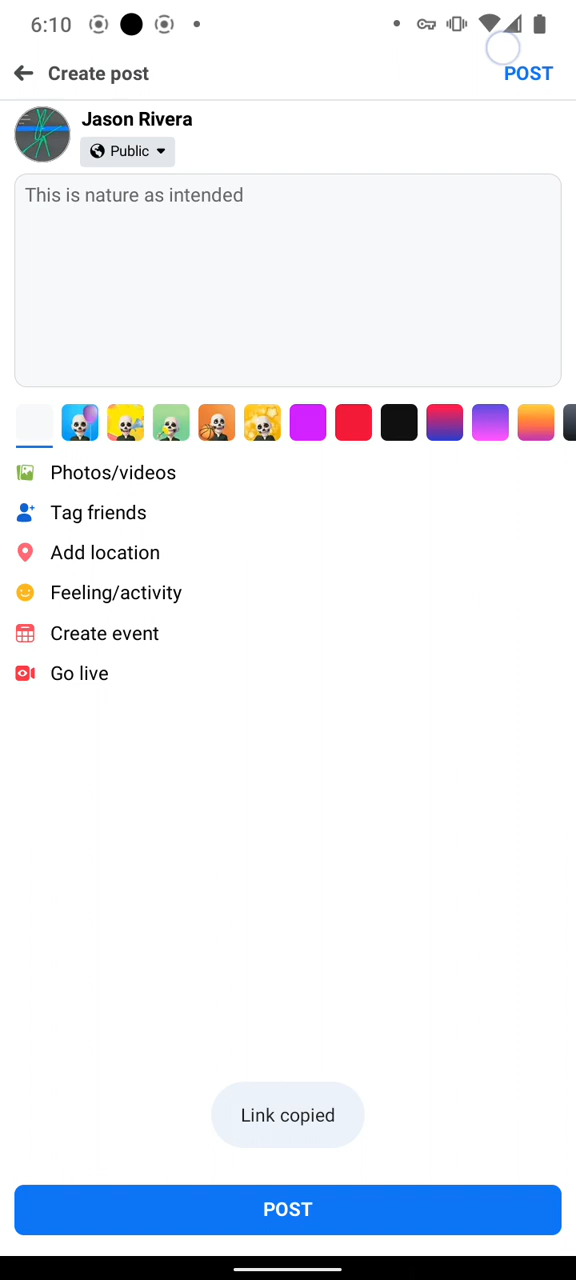 6:10
Create post
POST
Jason Rivera
Public
This is nature as intended
Photos/videos
Tag friends
Add location
Feeling/activity
Create event
Go live
Link copied
POST